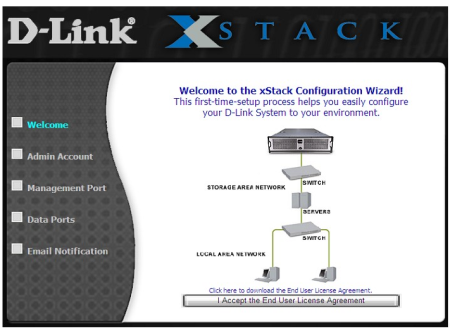 D-Link XSTACK
Welcome to the xStack Configuration Wizard!
This first-time-setup process helps you easily configure
your D-Link System to your environment.
Welcome
Admin Account
Management Port
Data Ports
Email Notification
STORAGE AREA NETWORK
SWITCH
SERVERS
SWITCH
LOCAL AREA NETWORK
Click here to download the End User License Agreement.
I Accept the End User License Agreement